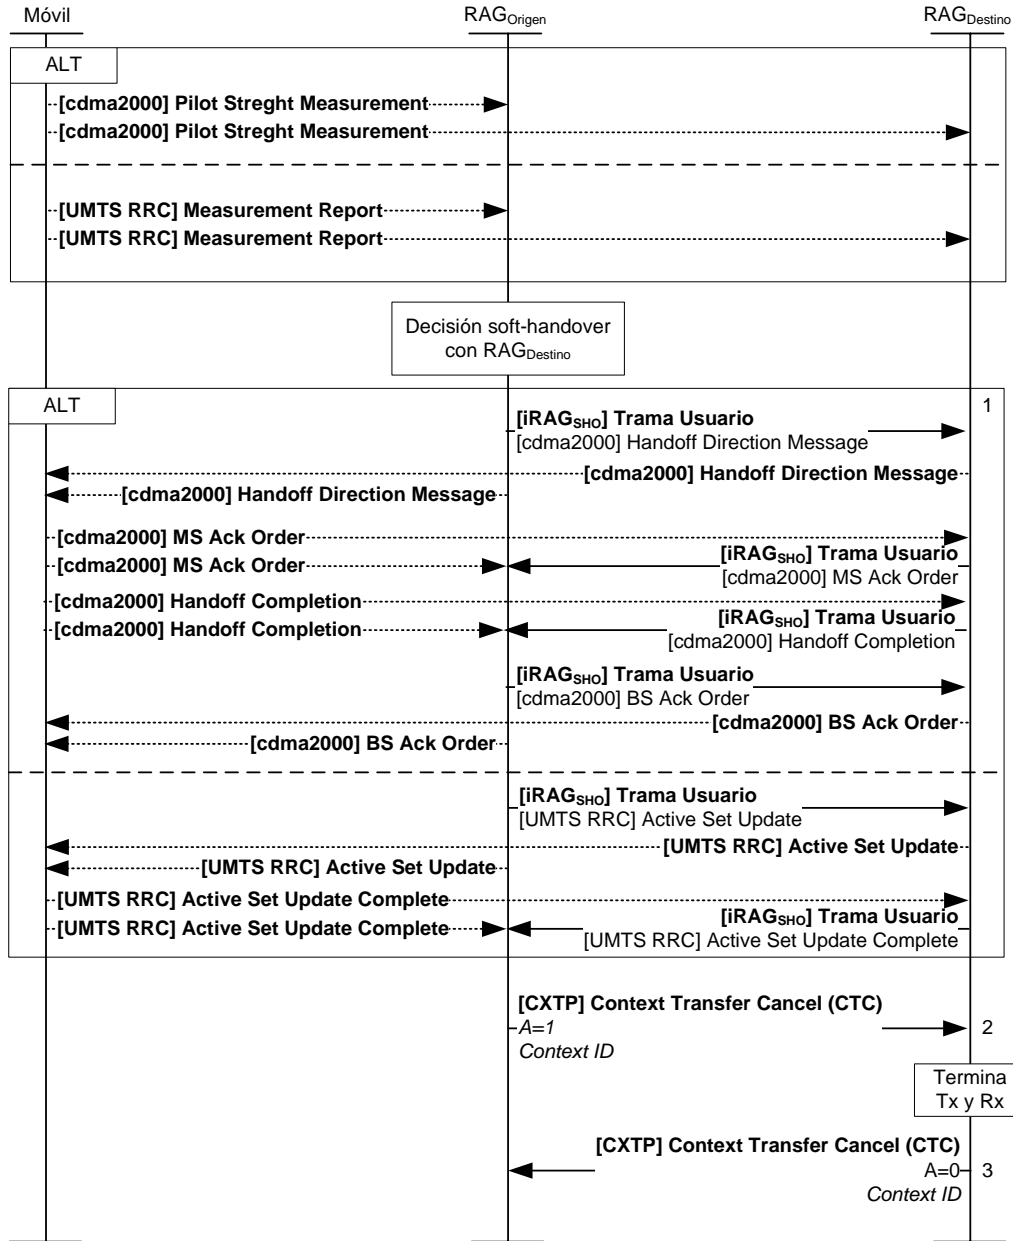 Móvil
RAGOrigen
RAGDestino
ALT
[cdma2000] Pilot Streght Measurement
[cdma2000] Pilot Streght Measurement
[UMTS RRC] Measurement Report
[UMTS RRC] Measurement Report
Decisión soft-handover
con RAGDestino
ALT
1
[iRAGSHO] Trama Usuario
[cdma2000] Handoff Direction Message
[cdma2000] Handoff Direction Message
[cdma2000] Handoff Direction Message
[cdma2000] MS Ack Order
[iRAGSHO] Trama Usuario
[cdma2000] MS Ack Order
[cdma2000] MS Ack Order
[cdma2000] Handoff Completion
[iRAGSHO] Trama Usuario
[cdma2000] Handoff Completion
[cdma2000] Handoff Completion
[iRAGSHO] Trama Usuario
[cdma2000] BS Ack Order
[cdma2000] BS Ack Order
[cdma2000] BS Ack Order
[iRAGSHO] Trama Usuario
[UMTS RRC] Active Set Update
[UMTS RRC] Active Set Update
[UMTS RRC] Active Set Update
[UMTS RRC] Active Set Update Complete
[iRAGSHO] Trama Usuario
[UMTS RRC] Active Set Update Complete
[UMTS RRC] Active Set Update Complete
[CXTP] Context Transfer Cancel (CTC)
A=1
2
Context ID
Termina
Tx y Rx
[CXTP] Context Transfer Cancel (CTC)
A=0
3
Context ID